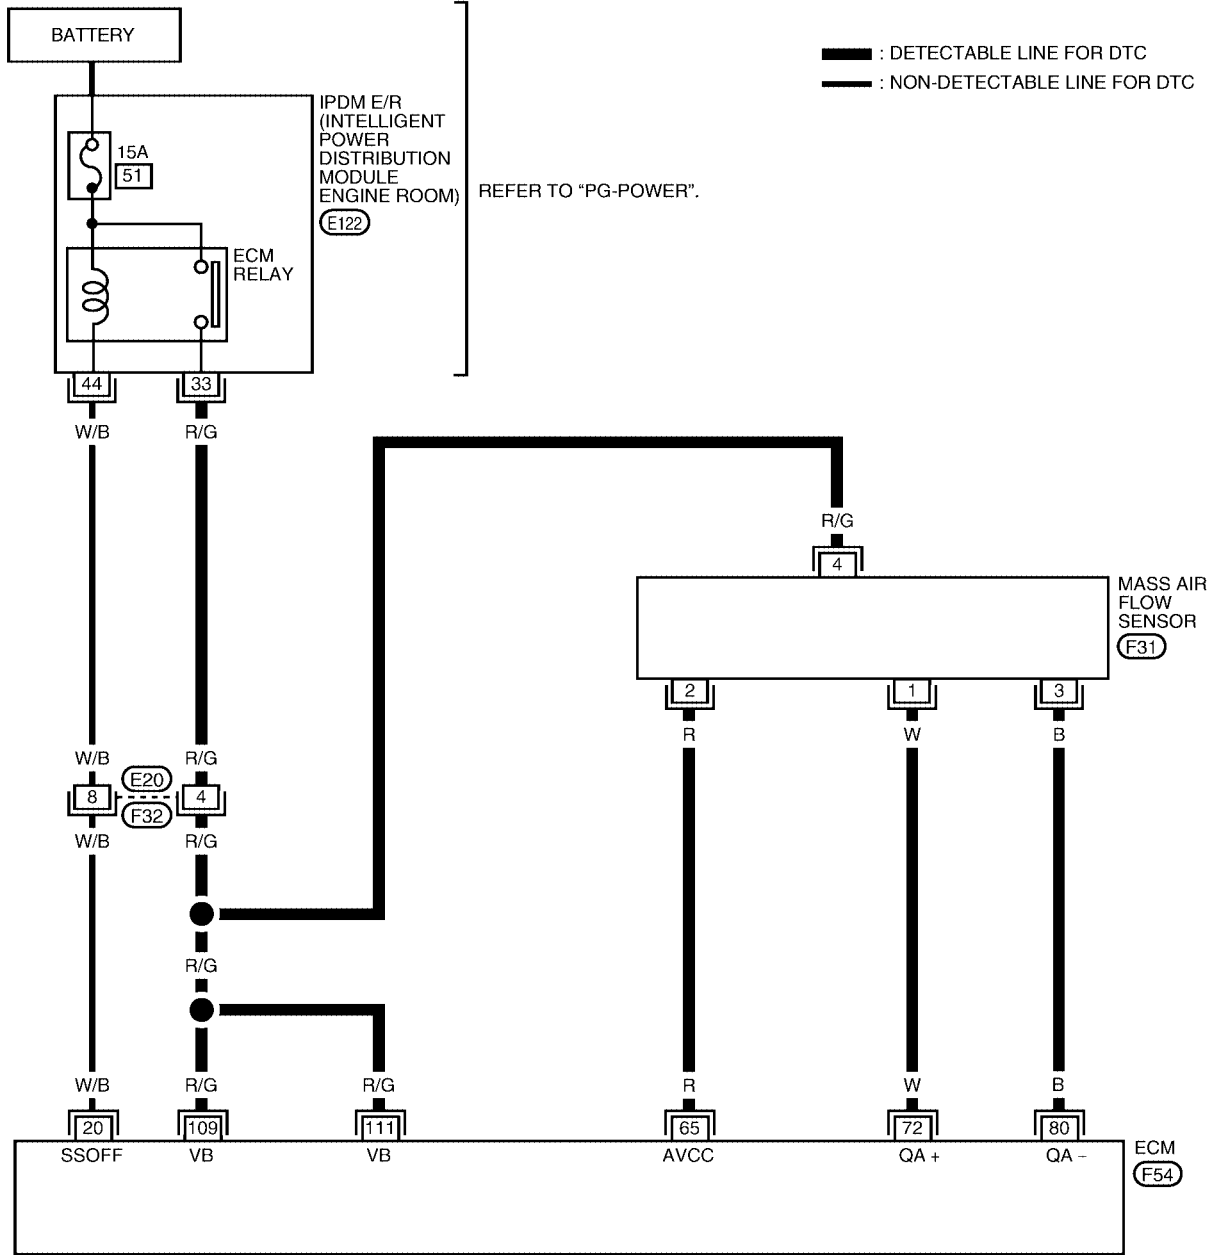 BATTERY
: DETECTABLE LINE FOR DTC
: NON-DETECTABLE LINE FOR DTC
IPDM E/R
(INTELLIGENT
POWER
DISTRIBUTION
MODULE
ENGINE ROOM)
E122
15A
51
REFER TO “PG-POWER”.
ECM
RELAY
44
33
W/B
R/G
R/G
4
MASS AIR
FLOW
SENSOR
F31
2
1
3
R
W
B
W/B
R/G
E20
8
4
F32
W/B
R/G
R/G
W/B
R/G
R/G
R
W
B
20
109
111
65
72
80
SSOFF
VB
VB
AVCC
QA +
QA –
ECM
F54